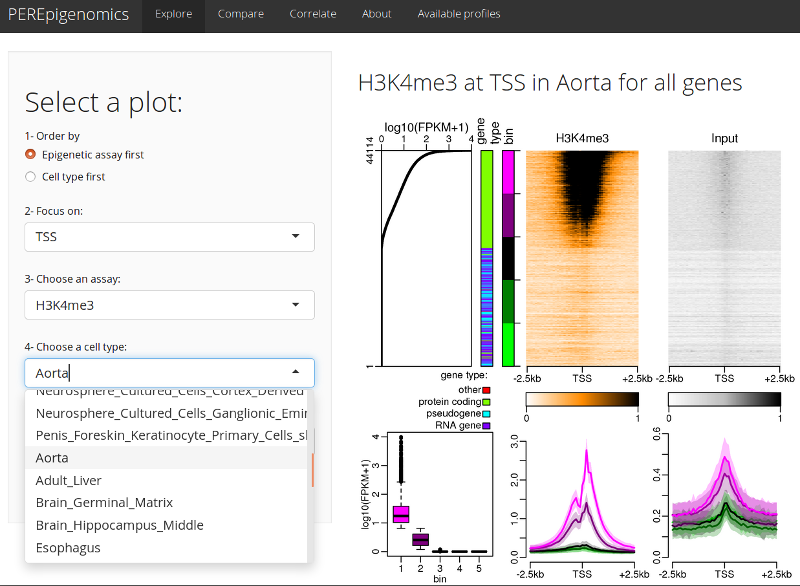 PEREpigenomics Explore Compare Correlate About Available profiles
Select a plot:
1- Order by
Epigenetic assay first
Cell type first
2- Focus on:
TSS
3- Choose an assay:
H3K4me3
4- Choose a cell type:
Aorta
Neurosphere_Cultured_Cells_Cortex_Derived
Neurosphere_Cultured_Cells_Ganglionic_Emin
Penis_Foreskin_Keratinocyte_Primary_Cells_sl
Aorta
Adult_Liver
Brain_Germinal_Matrix
Brain_Hippocampus_Middle
Esophagus
H3K4me3 at TSS in Aorta for all genes
log10(FPKM+1)
0 1 2 3 4
44114
1
gene type
bin
H3K4me3
Input
-2.5kb TSS +2.5kb
-2.5kb TSS +2.5kb
gene type:
other
protein coding
pseudogene
RNA gene
0 1
0 1
log10(FPKM+1)
4
3
2
1
0
1 2 3 4 5
bin
3.0
2.0
1.0
0.0
-2.5kb TSS +2.5kb
0.6
0.4
0.2
0.0
-2.5kb TSS +2.5kb